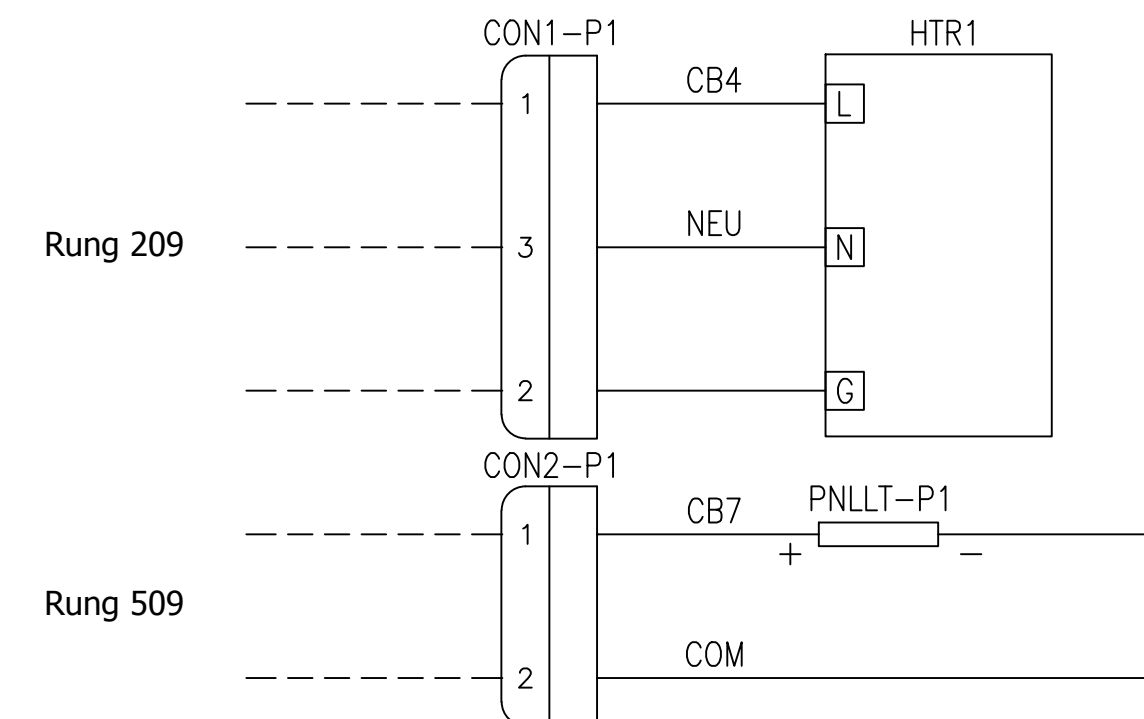 CON1-P1
HTR1
CB4
1
L
Rung 209
NEU
3
N
2
G
CON2-P1
CB7
PNLLT-P1
1
+
-
Rung 509
COM
2